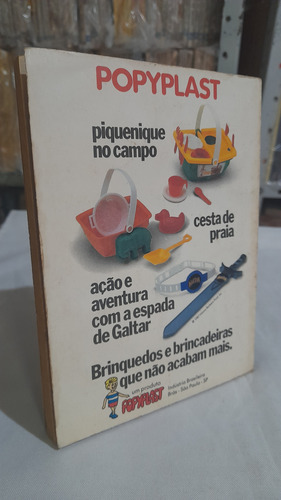 POPYPLAST
piquenique
no campo
cesta de
praia
ação e
aventura
com a espada
de Galtar
Brinquedos e brincadeiras
que não acabam mais.
um produto
POPYPLAST
Indústria Brasileira
Brás - São Paulo - SP